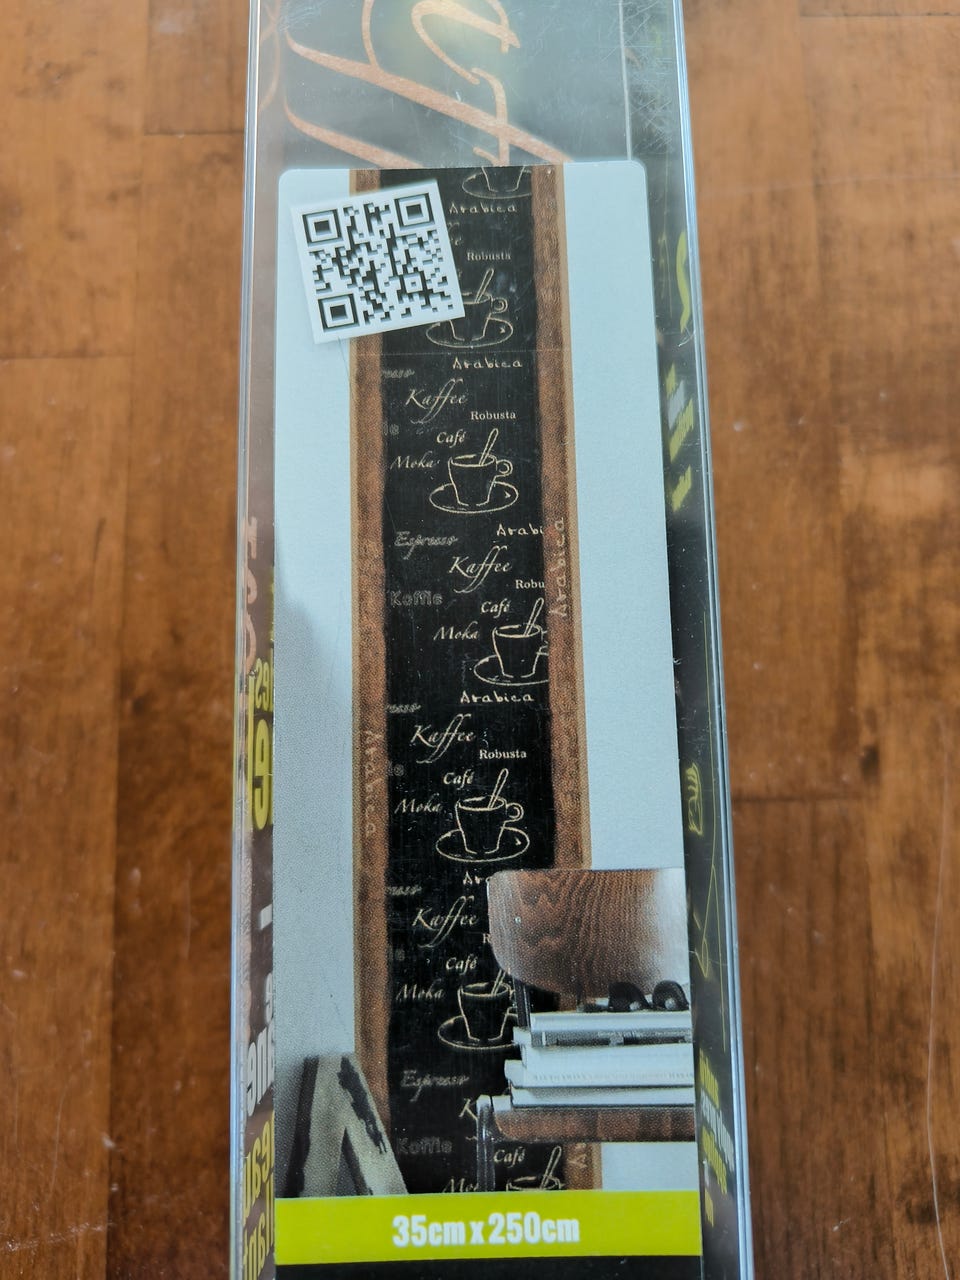 Arabica
Robusta
Arabica
Kaffee
Robusta
Café
Moka
Espresso
Kaffee
Koffie
Café
Moka
Arabica
Arabica
Kaffee
Robusta
Café
Moka
Kaffee
Café
Moka
Espresso
Koffie
Café
35cm x 250cm